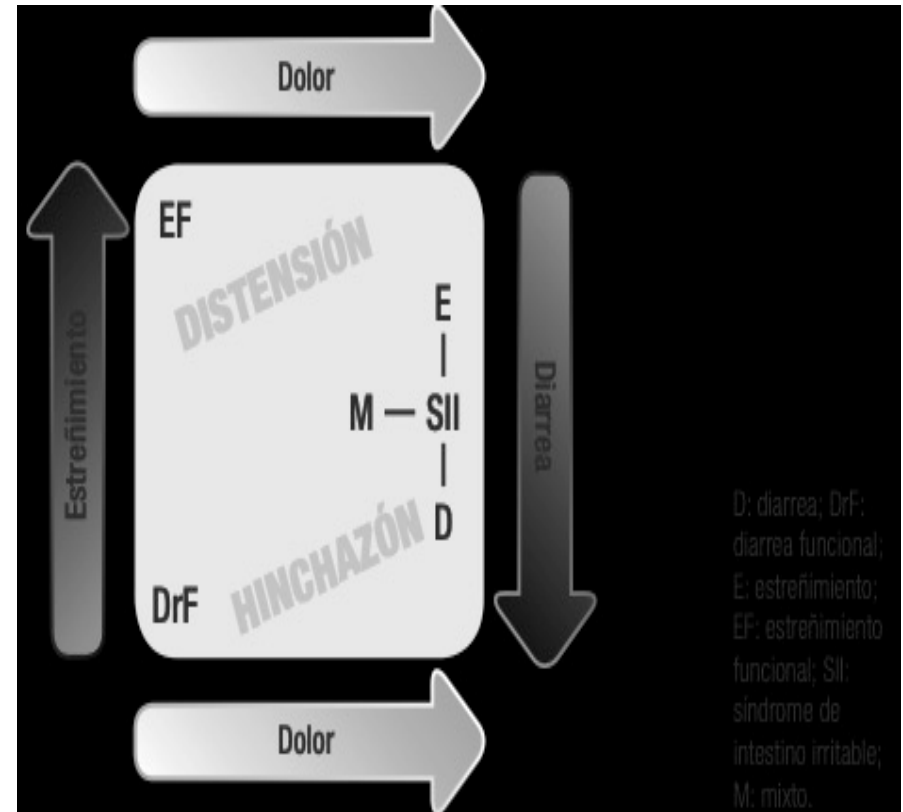 Dolor
EF
DISTENSIÓN
E
M — SII
D
HINCHAZÓN
DrF
Estreñimiento
Diarrea
Dolor
D: diarrea; DrF:
diarrea funcional;
E: estreñimiento;
EF: estreñimiento
funcional; SII:
síndrome de
intestino irritable;
M: mixto.